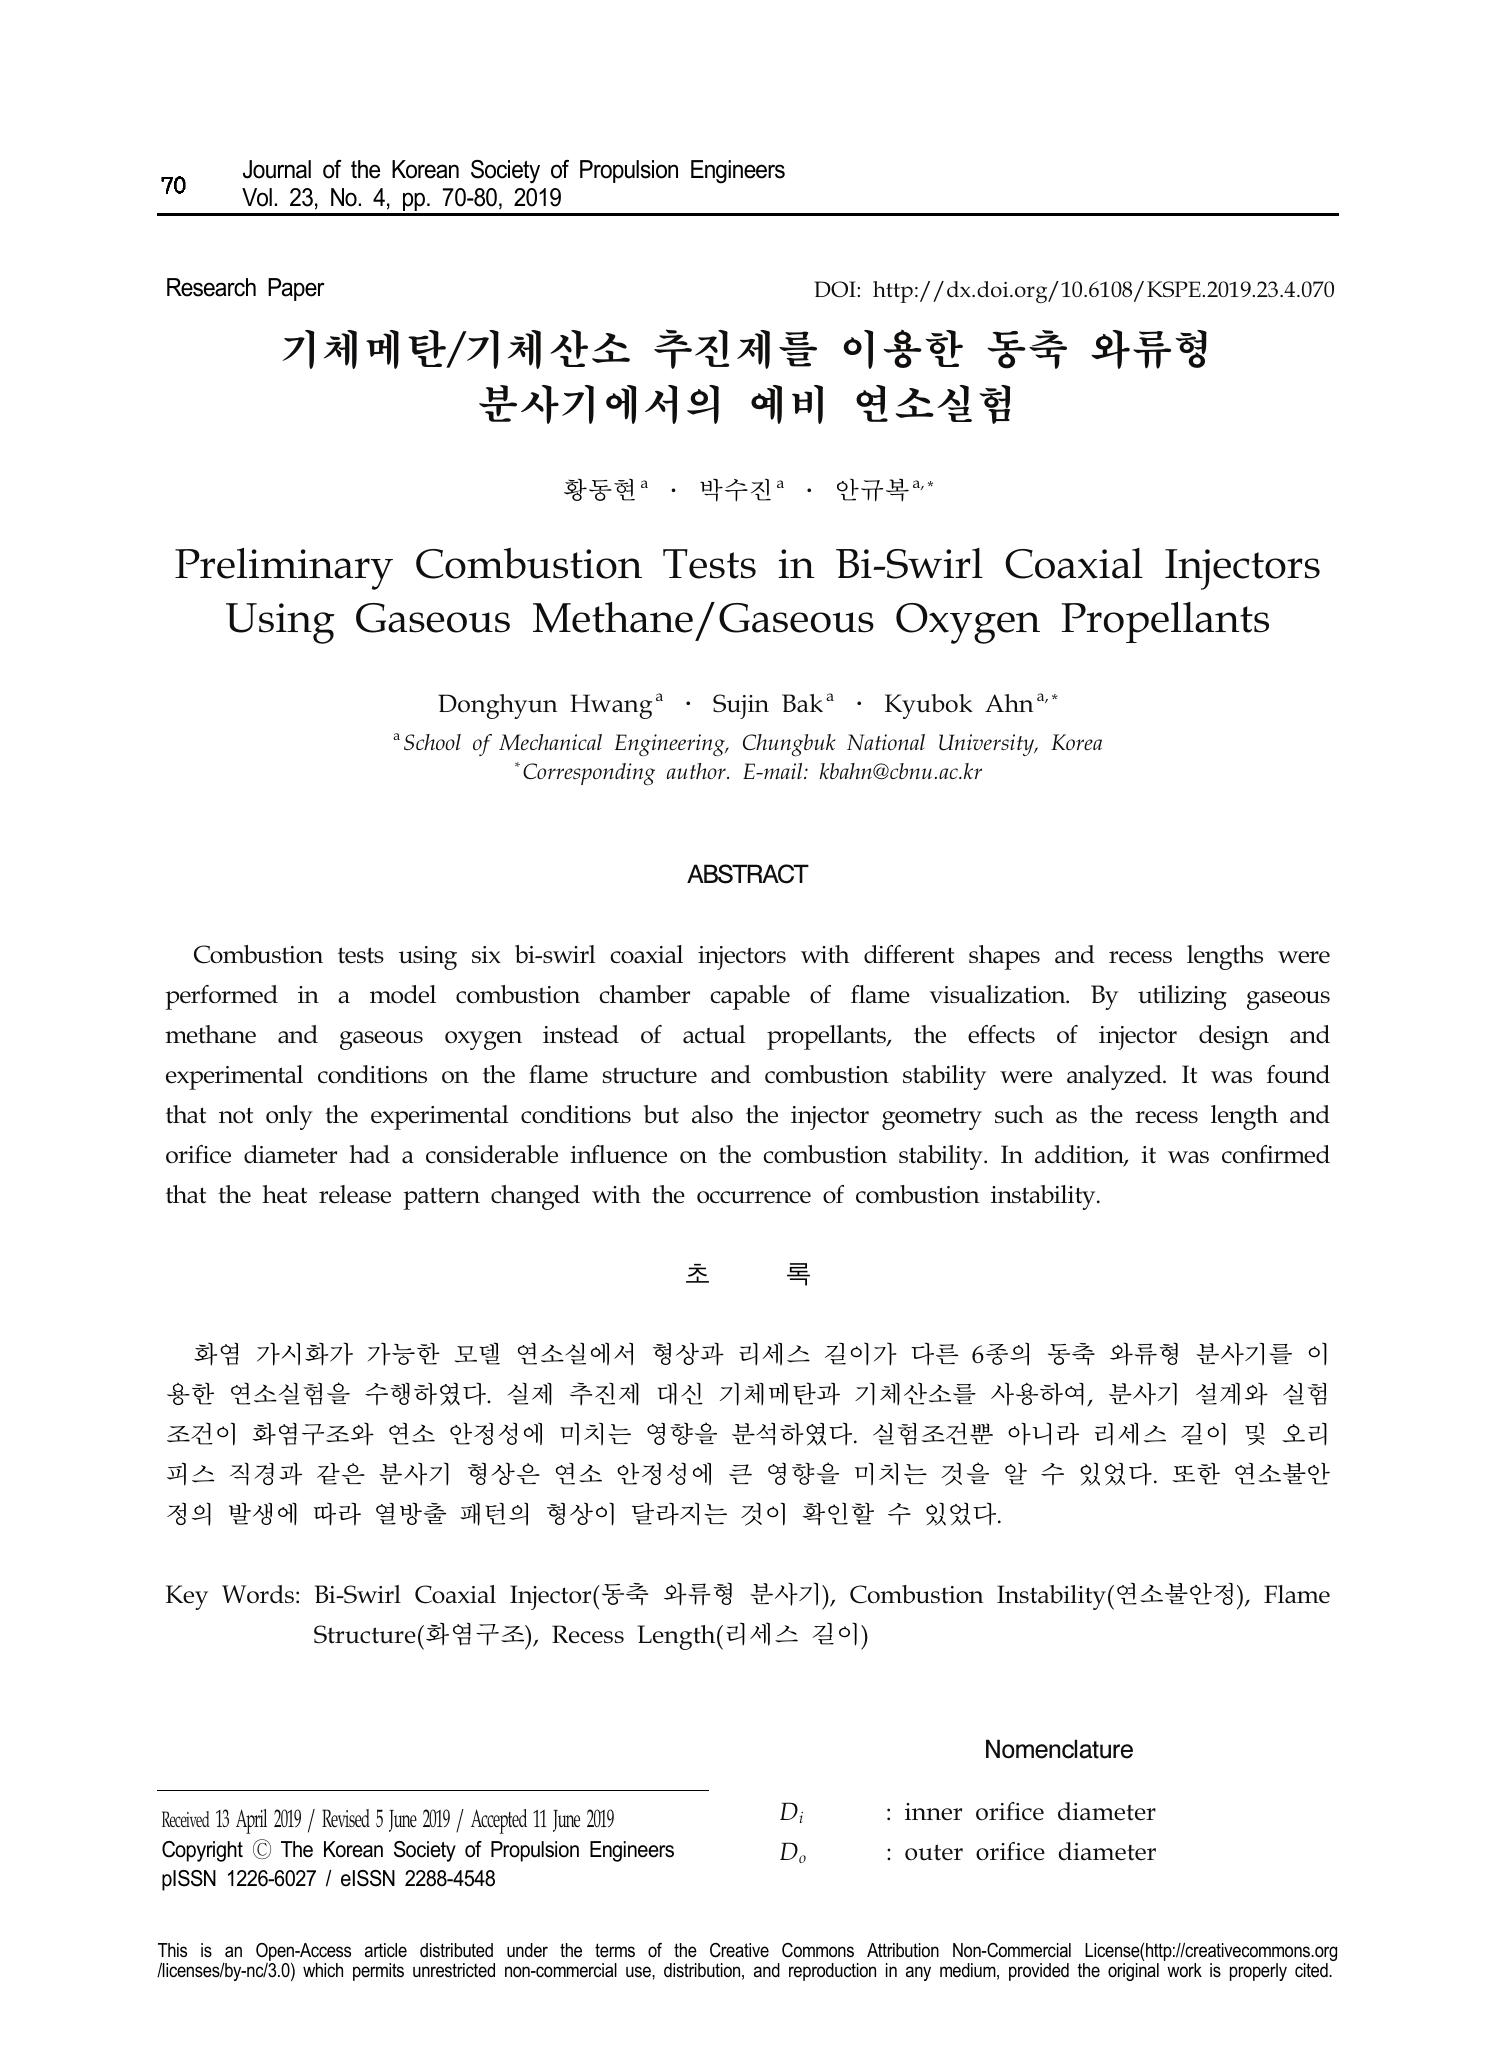 70
Journal of the Korean Society of Propulsion Engineers
Vol. 23, No. 4, pp. 70-80, 2019
Research Paper
DOI: http://dx.doi.org/10.6108/KSPE.2019.23.4.070
기체메탄/기체산소 추진제를 이용한 동축 와류형
분사기에서의 예비 연소실험
황동현 a · 박수진 a · 안규복 a,*
Preliminary Combustion Tests in Bi-Swirl Coaxial Injectors
Using Gaseous Methane/Gaseous Oxygen Propellants
Donghyun Hwang a · Sujin Bak a · Kyubok Ahn a,*
a School of Mechanical Engineering, Chungbuk National University, Korea
* Corresponding author. E-mail: kbahn@cbnu.ac.kr
ABSTRACT
Combustion tests using six bi-swirl coaxial injectors with different shapes and recess lengths were
performed in a model combustion chamber capable of flame visualization. By utilizing gaseous
methane and gaseous oxygen instead of actual propellants, the effects of injector design and
experimental conditions on the flame structure and combustion stability were analyzed. It was found
that not only the experimental conditions but also the injector geometry such as the recess length and
orifice diameter had a considerable influence on the combustion stability. In addition, it was confirmed
that the heat release pattern changed with the occurrence of combustion instability.
초 록
화염 가시화가 가능한 모델 연소실에서 형상과 리세스 길이가 다른 6종의 동축 와류형 분사기를 이
용한 연소실험을 수행하였다. 실제 추진제 대신 기체메탄과 기체산소를 사용하여, 분사기 설계와 실험
조건이 화염구조와 연소 안정성에 미치는 영향을 분석하였다. 실험조건뿐 아니라 리세스 길이 및 오리
피스 직경과 같은 분사기 형상은 연소 안정성에 큰 영향을 미치는 것을 알 수 있었다. 또한 연소불안
정의 발생에 따라 열방출 패턴의 형상이 달라지는 것이 확인할 수 있었다.
Key Words: Bi-Swirl Coaxial Injector(동축 와류형 분사기), Combustion Instability(연소불안정), Flame
Structure(화염구조), Recess Length(리세스 길이)
Received 13 April 2019 / Revised 5 June 2019 / Accepted 11 June 2019
Copyright Ⓒ The Korean Society of Propulsion Engineers
pISSN 1226-6027 / eISSN 2288-4548
Nomenclature
Di : inner orifice diameter
Do : outer orifice diameter
This is an Open-Access article distributed under the terms of the Creative Commons Attribution Non-Commercial License(http://creativecommons.org
/licenses/by-nc/3.0) which permits unrestricted non-commercial use, distribution, and reproduction in any medium, provided the original work is properly cited.